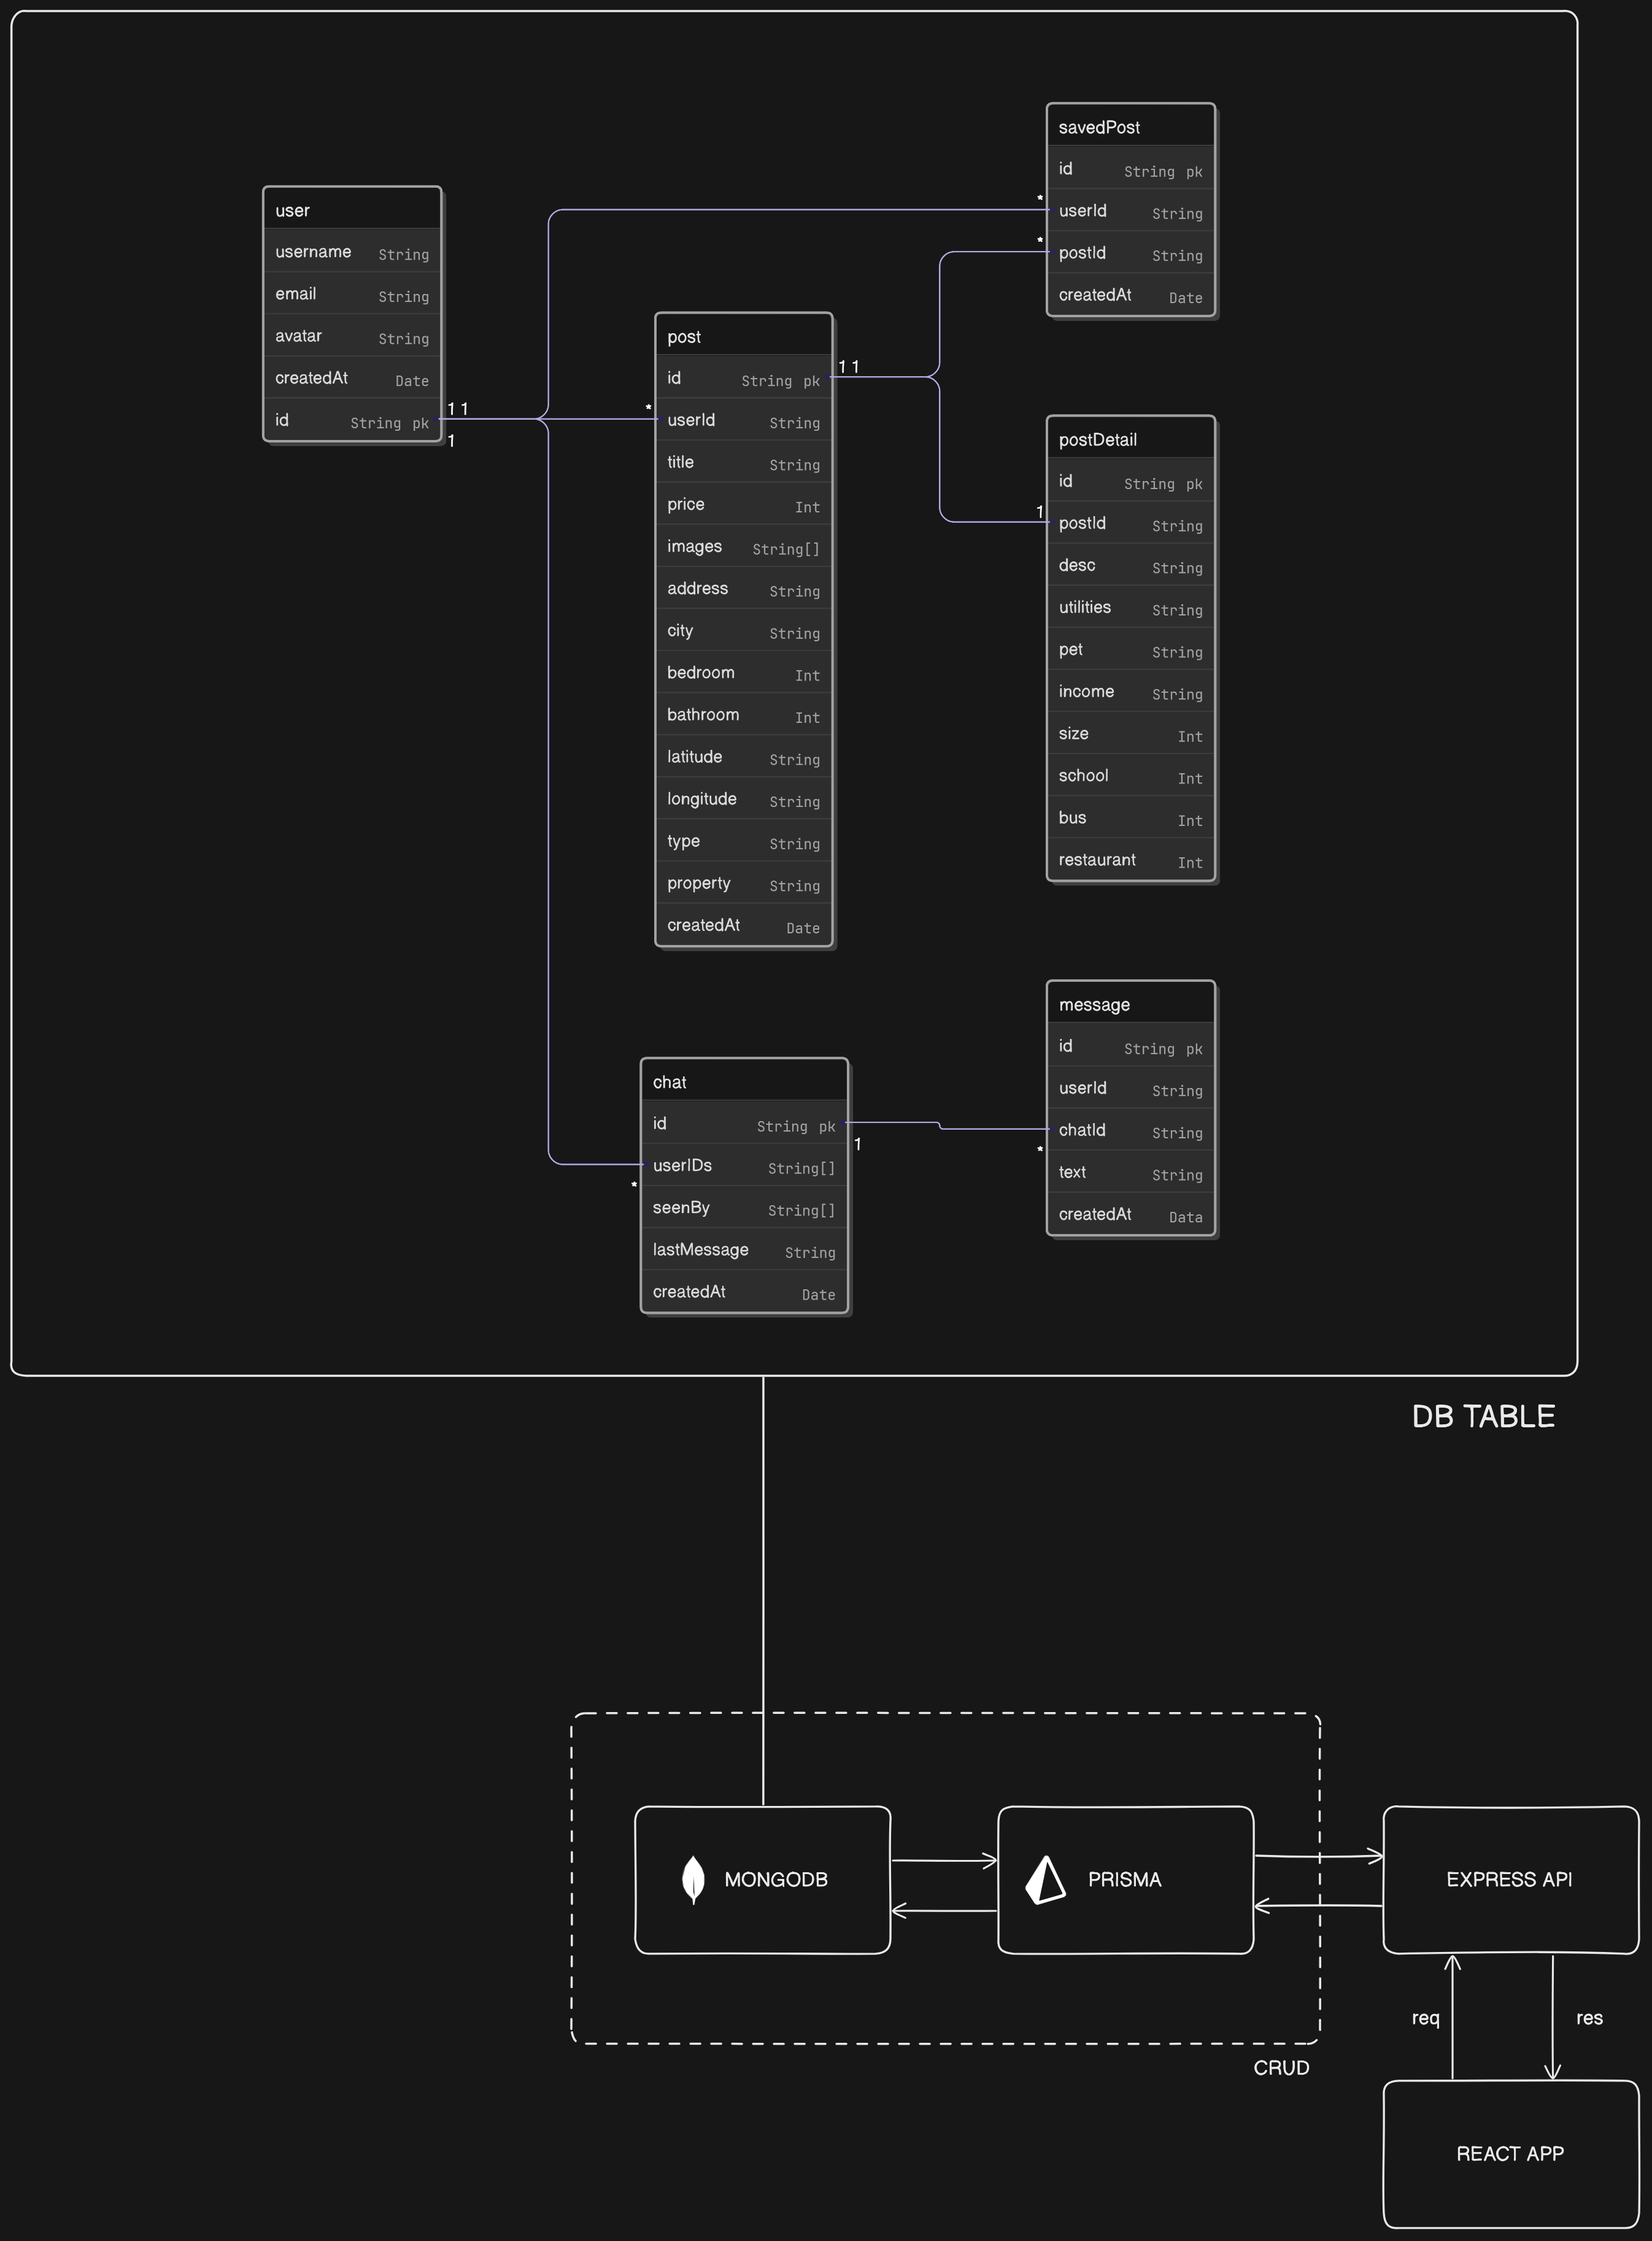 savedPost
id String pk
userId String
postId String
createdAt Date
user
username String
email String
avatar String
createdAt Date
id String pk
1 1
1
*
*
post
id String pk
userId String
title String
price Int
images String[]
address String
city String
bedroom Int
bathroom Int
latitude String
longitude String
type String
property String
createdAt Date
*
1 1
postDetail
id String pk
postId String
desc String
utilities String
pet String
income String
size Int
school Int
bus Int
restaurant Int
1
chat
id String pk
userIDs String[]
seenBy String[]
lastMessage String
createdAt Date
*
1
message
id String pk
userId String
chatId String
text String
createdAt Data
*
DB TABLE
MONGODB
PRISMA
EXPRESS API
req
res
CRUD
REACT APP